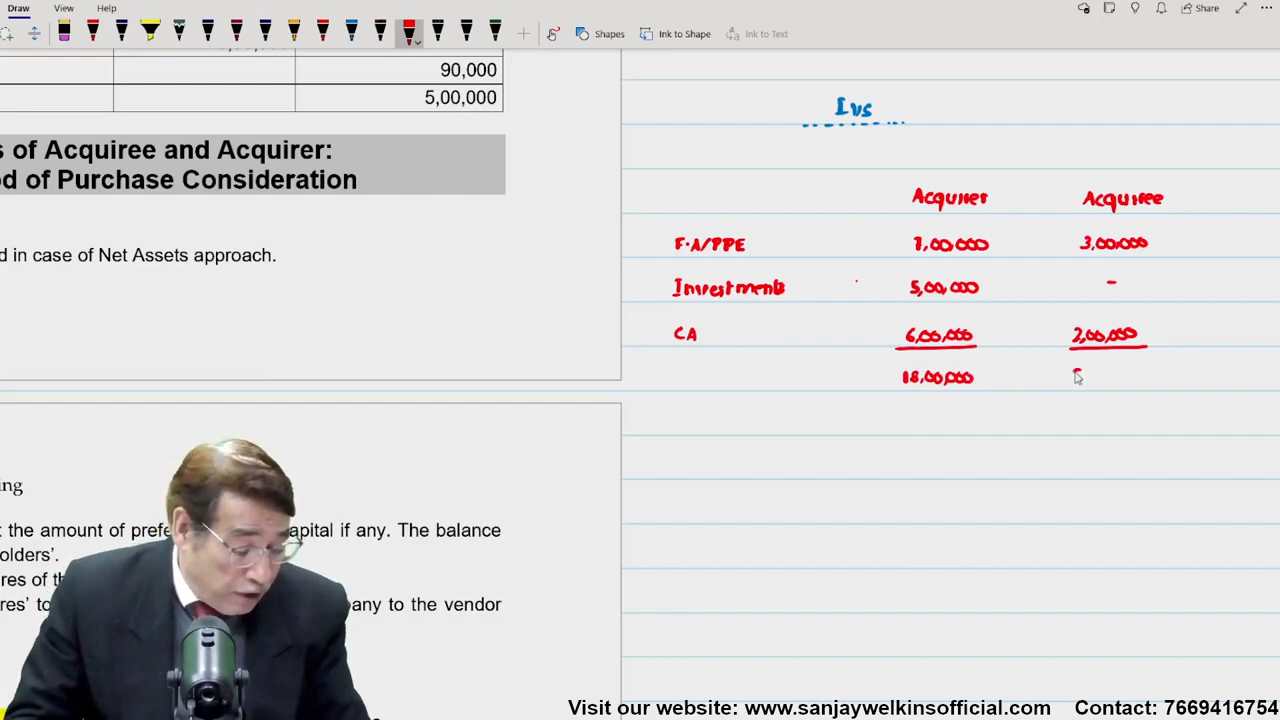 Draw View Help
Share
Shapes Ink to Shape Ink to Text
90,000
5,00,000
s of Acquiree and Acquirer:
od of Purchase Consideration
d in case of Net Assets approach.
ing
t the amount of prefe apital if any. The balance
olders'.
res of th
res' to any to the vendor
Ivs
Acquirer Acquiree
F.A/PPE 7,00,000 3,00,000
Investments 5,00,000 -
CA 6,00,000 2,00,000
18,00,000
Visit our website: www.sanjaywelkinsofficial.com Contact: 7669416754